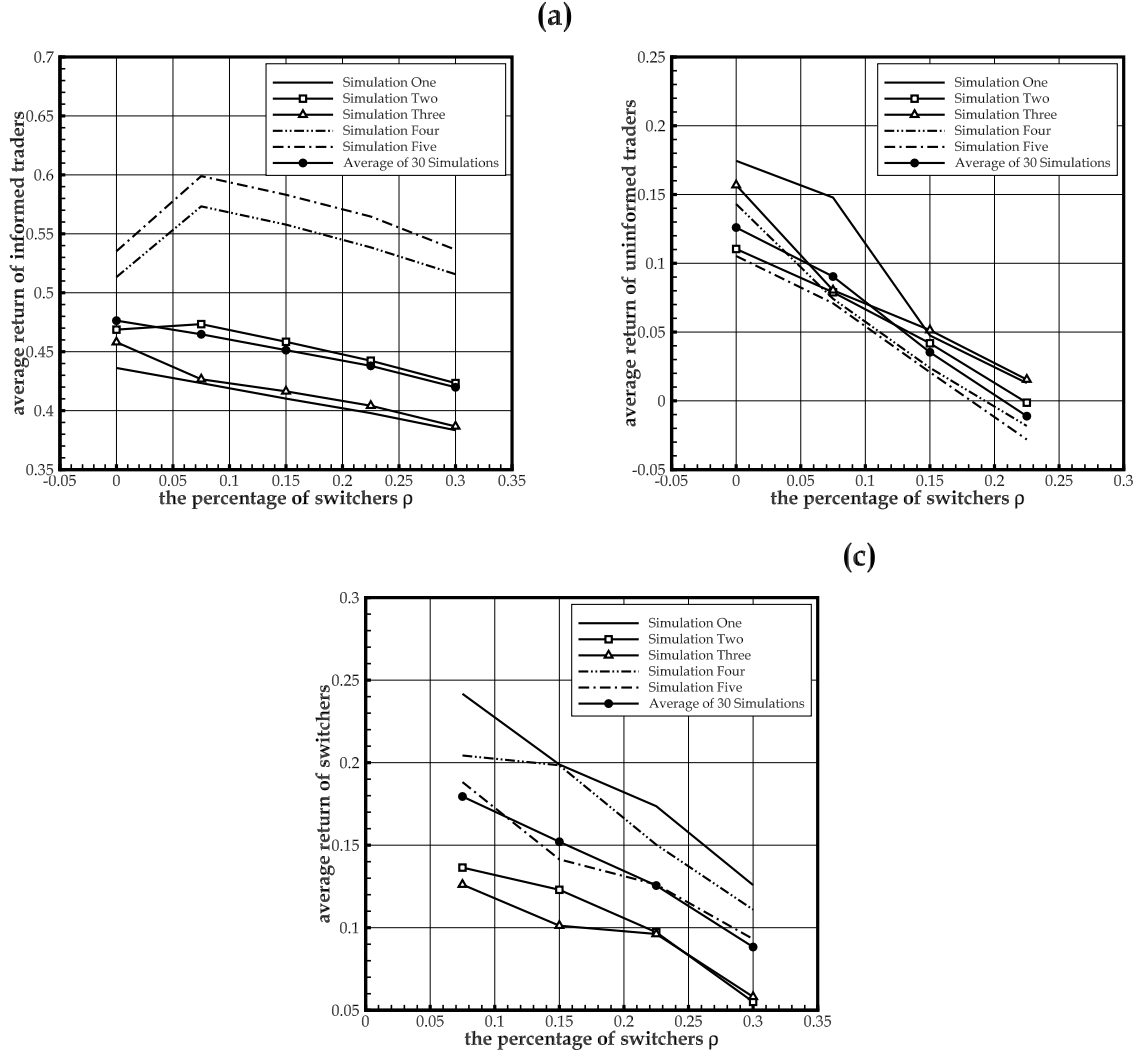 (a)
0.7
0.65
0.6
0.55
0.5
0.45
0.4
0.35
average return of informed traders
Simulation One
Simulation Two
Simulation Three
Simulation Four
Simulation Five
Average of 30 Simulations
-0.05 0 0.05 0.1 0.15 0.2 0.25 0.3 0.35
the percentage of switchers ρ
0.25
0.2
0.15
0.1
0.05
0
-0.05
average return of uninformed traders
Simulation One
Simulation Two
Simulation Three
Simulation Four
Simulation Five
Average of 30 Simulations
-0.05 0 0.05 0.1 0.15 0.2 0.25 0.3
the percentage of switchers ρ
(c)
0.3
0.25
0.2
0.15
0.1
0.05
average return of switchers
Simulation One
Simulation Two
Simulation Three
Simulation Four
Simulation Five
Average of 30 Simulations
0 0.05 0.1 0.15 0.2 0.25 0.3 0.35
the percentage of switchers ρ